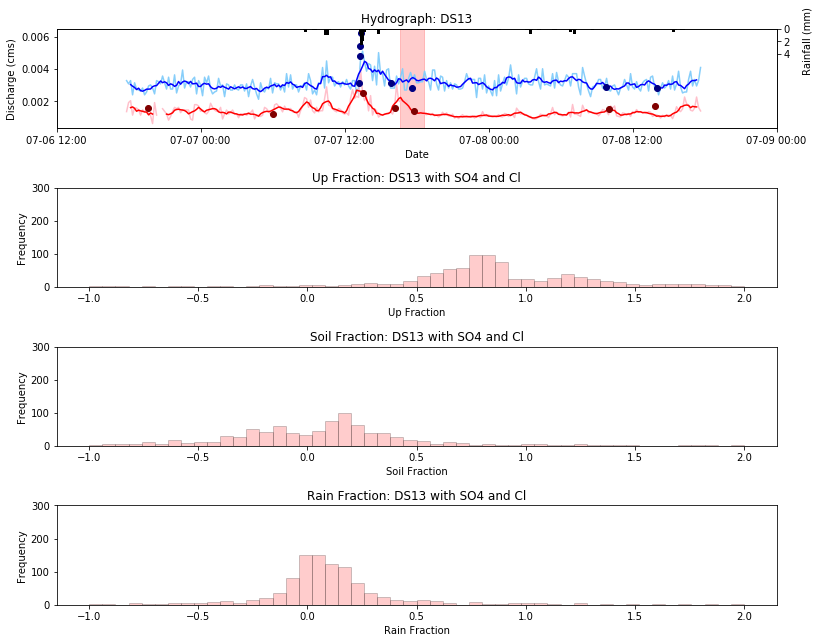 Hydrograph: DS13
0.006
0.004
0.002
Discharge (cms)
0
2
4
Rainfall (mm)
07-06 12:00 07-07 00:00 07-07 12:00 07-08 00:00 07-08 12:00 07-09 00:00
Date
Up Fraction: DS13 with SO4 and Cl
300
200
100
0
Frequency
−1.0 −0.5 0.0 0.5 1.0 1.5 2.0
Up Fraction
Soil Fraction: DS13 with SO4 and Cl
300
200
100
0
Frequency
−1.0 −0.5 0.0 0.5 1.0 1.5 2.0
Soil Fraction
Rain Fraction: DS13 with SO4 and Cl
300
200
100
0
Frequency
−1.0 −0.5 0.0 0.5 1.0 1.5 2.0
Rain Fraction